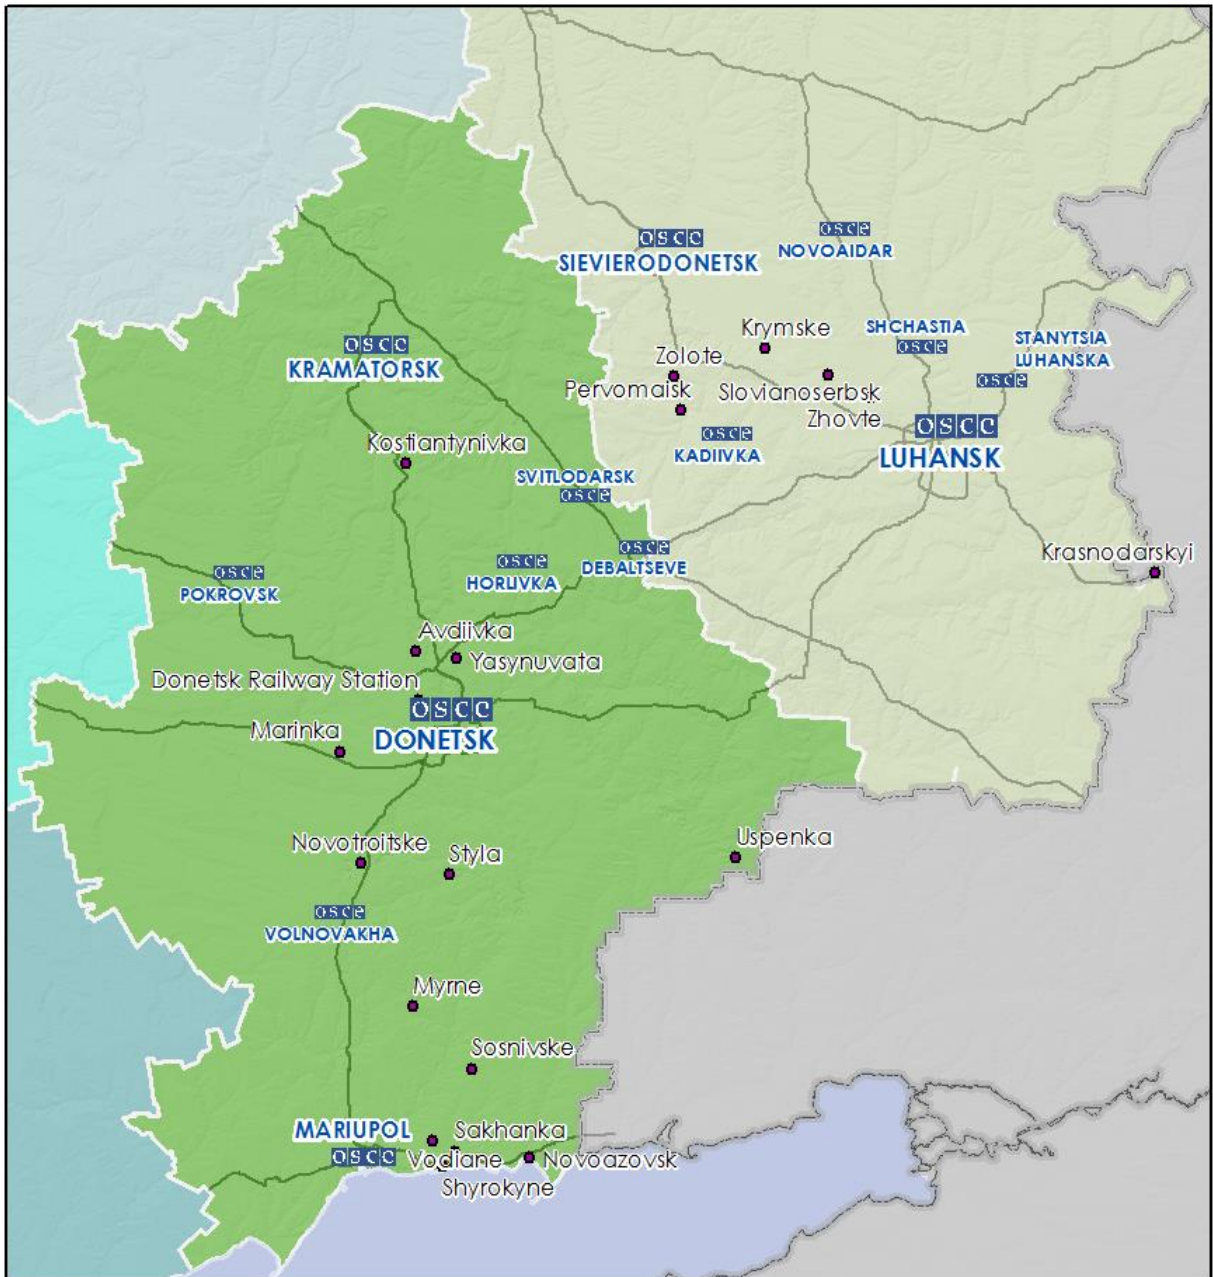 osce
SIEVIERODONETSK
osce
NOVOAIDAR
osce
KRAMATORSK
Krymske
SHCHASTIA
osce
STANYTSIA
LUHANSKA
osce
Zolote
Pervomaisk
Slovianoserbsk
Zhovte
osce
LUHANSK
osce
KADIIVKA
Kostiantynivka
SVITLODARSK
osce
osce
DEBALTSEVE
osce
HORLIVKA
osce
POKROVSK
Krasnodarskyi
Avdiivka
Yasynuvata
Donetsk Railway Station
osce
DONETSK
Marinka
Novotroitske
Styla
Uspenka
osce
VOLNOVAKHA
Myrne
Sosnivske
MARIUPOL
osce
Sakhanka
Vodiane
Novoazovsk
Shyrokyne